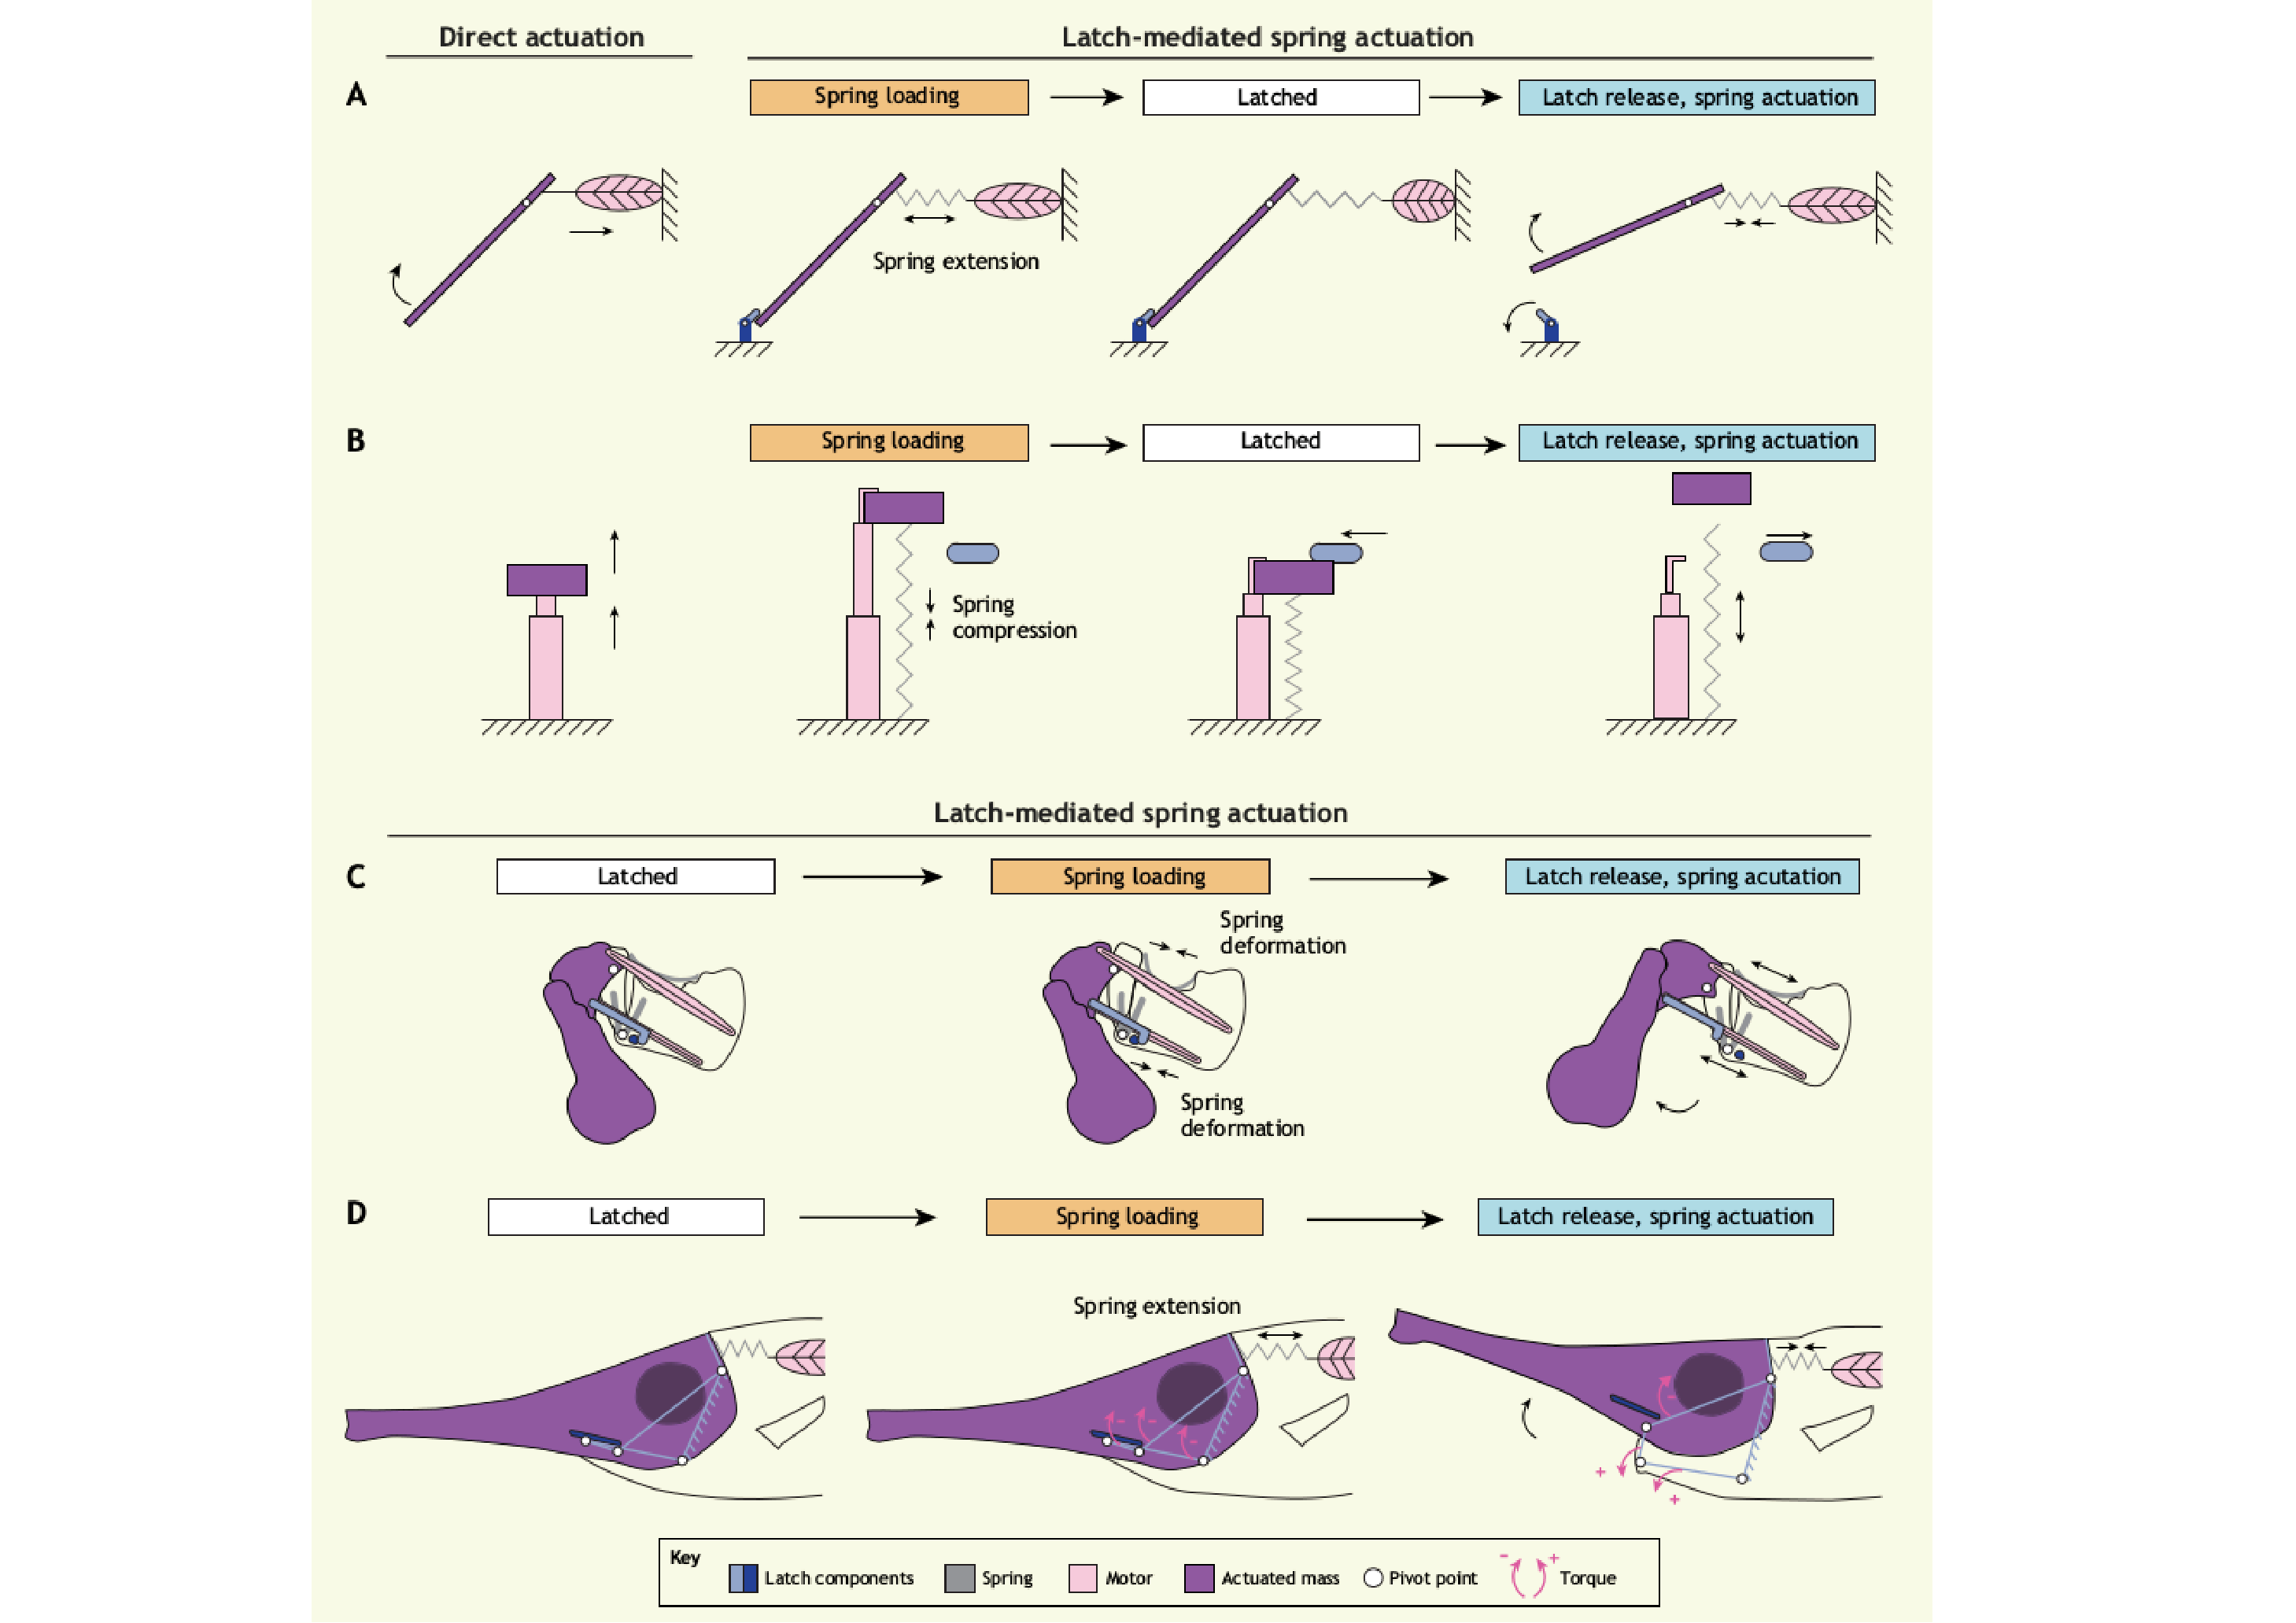 Direct actuation
Latch-mediated spring actuation
A
Spring loading
Latched
Latch release, spring actuation
Spring extension
B
Spring loading
Latched
Latch release, spring actuation
Spring
compression
Latch-mediated spring actuation
C
Latched
Spring loading
Latch release, spring acutation
Spring
deformation
Spring
deformation
D
Latched
Spring loading
Latch release, spring actuation
Spring extension
- - -
-
+
+
Key
Latch components
Spring
Motor
Actuated mass
Pivot point
- +
Torque